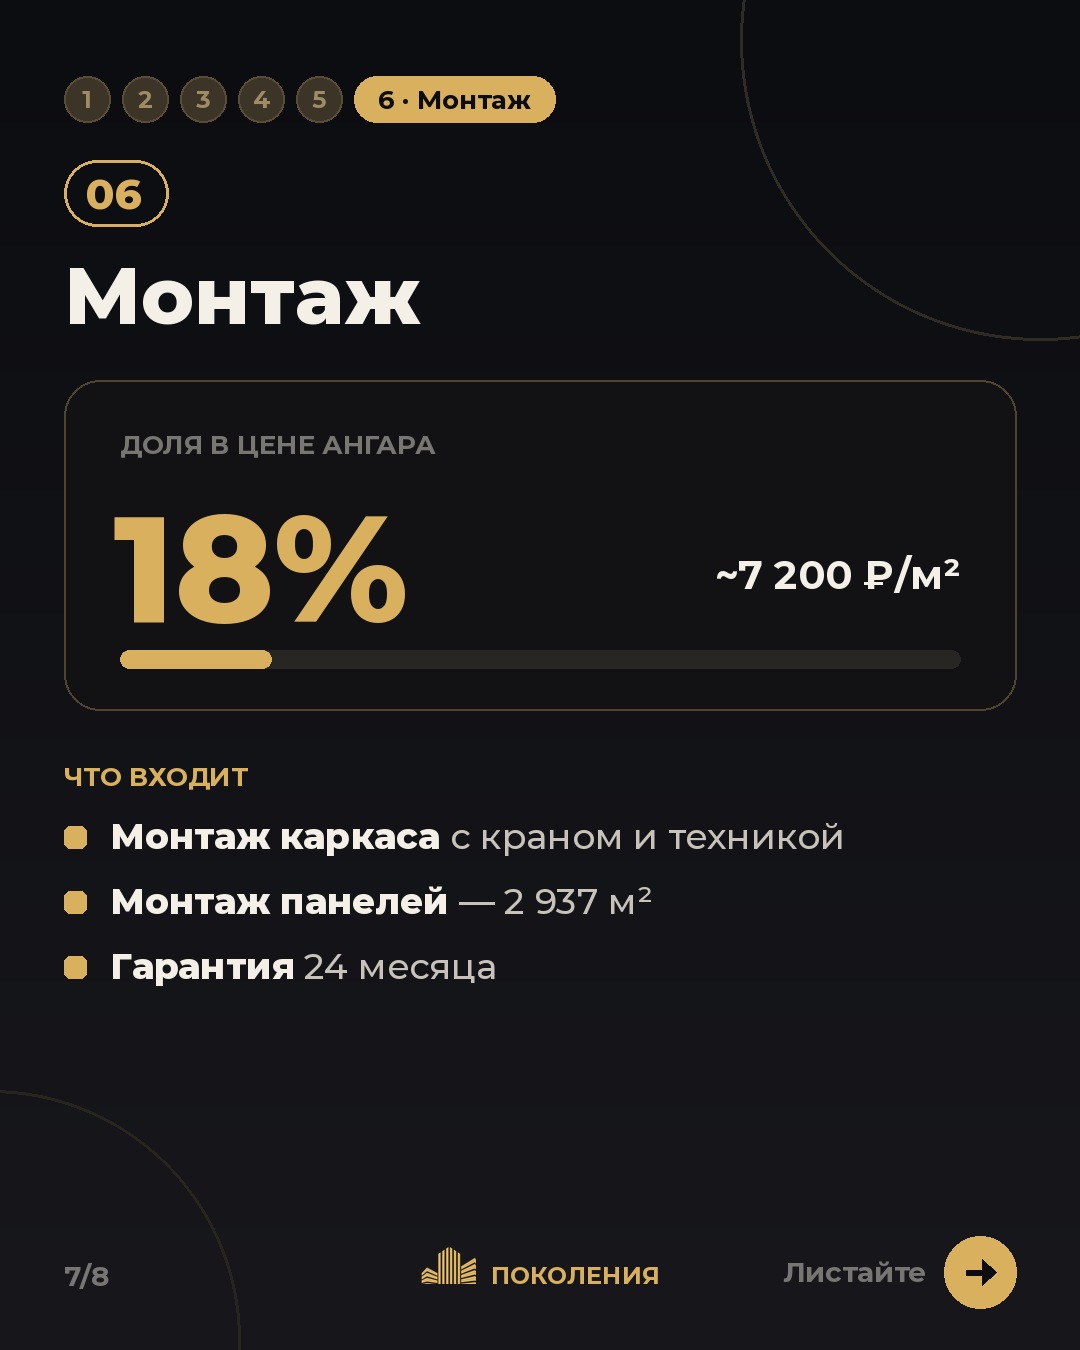 1 2 3 4 5 6 · Монтаж
06
Монтаж
ДОЛЯ В ЦЕНЕ АНГАРА
18%
~7 200 ₽/м²
ЧТО ВХОДИТ
Монтаж каркаса с краном и техникой
Монтаж панелей — 2 937 м²
Гарантия 24 месяца
7/8
ПОКОЛЕНИЯ
Листайте